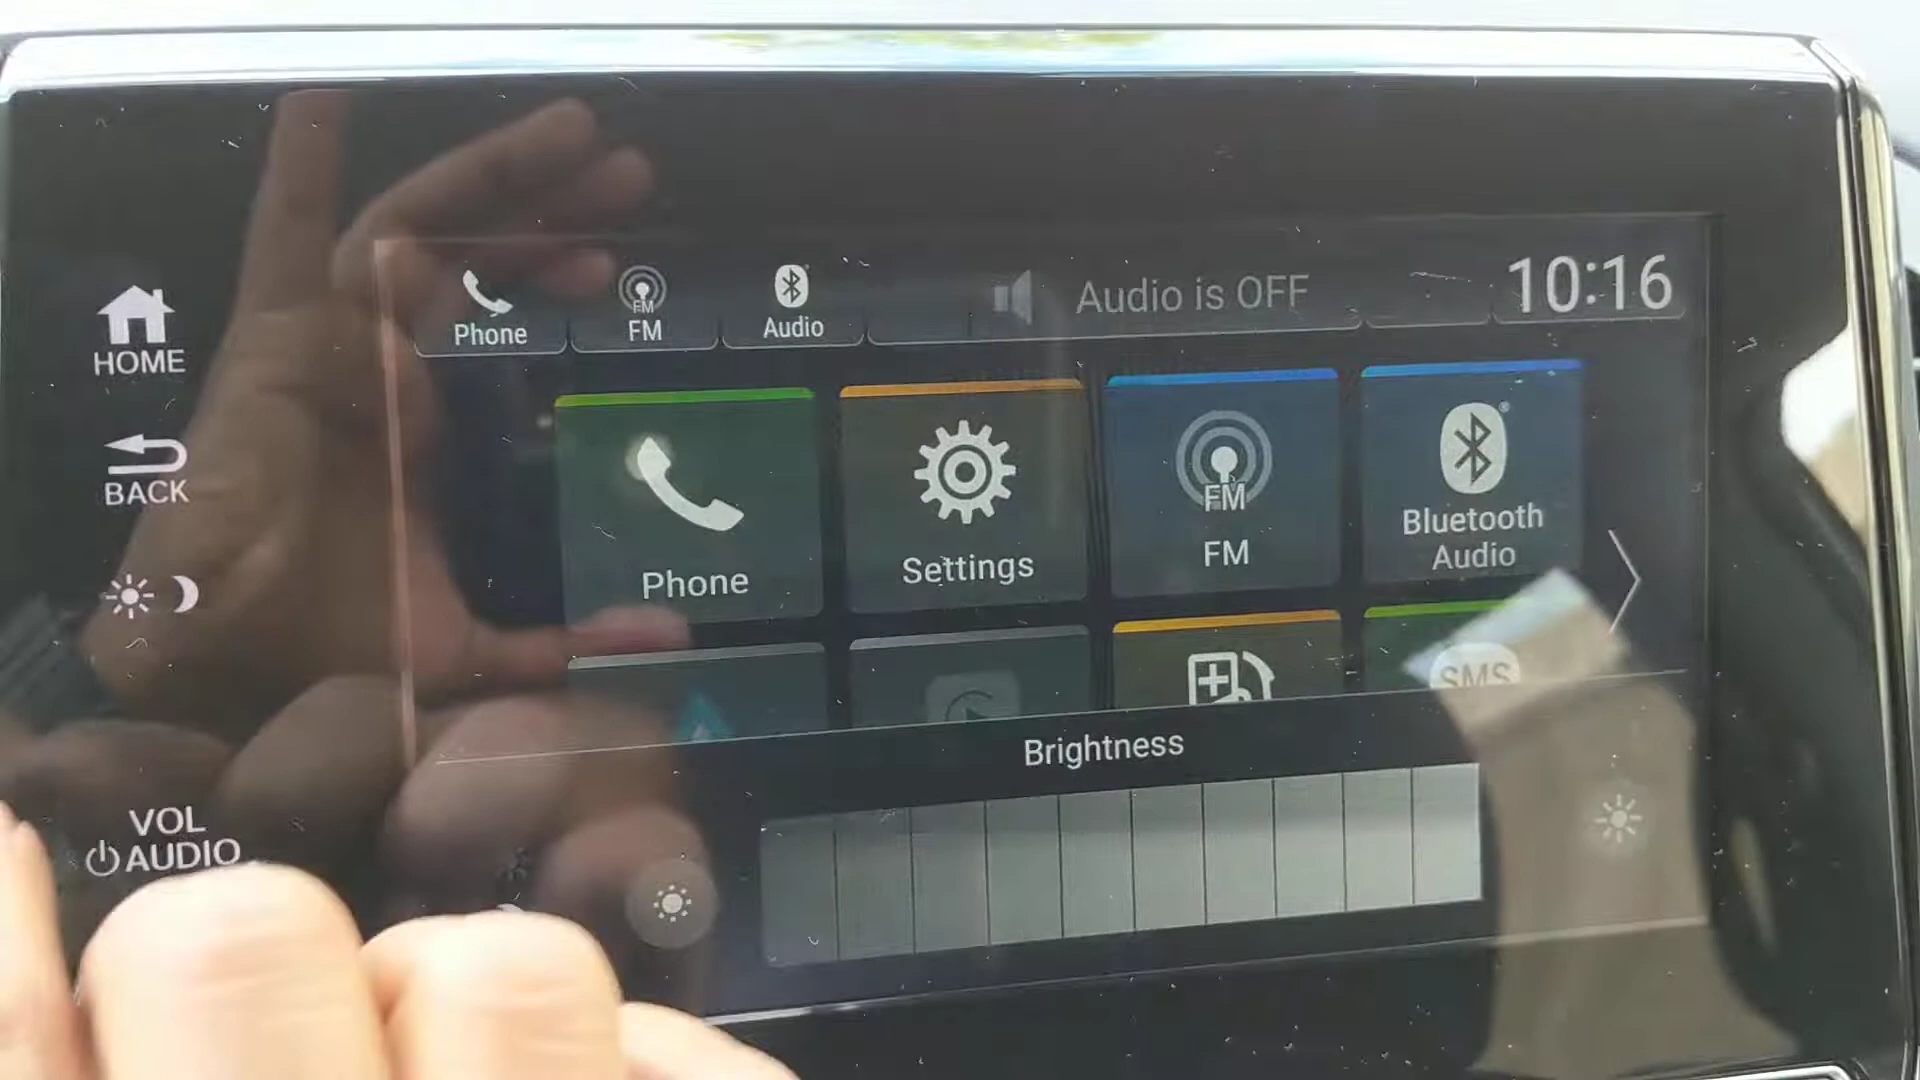 HOME
BACK
VOL
AUDIO
Phone
FM
FM
Audio
Audio is OFF
10:16
Phone
Settings
FM
FM
Bluetooth
Audio
SMS
Brightness